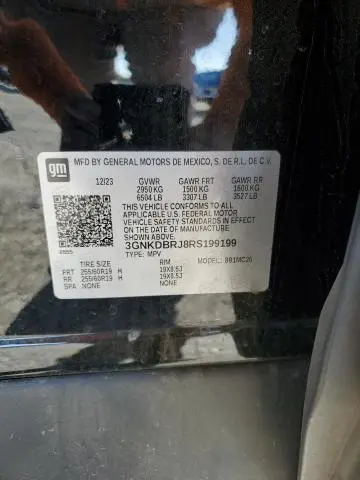 gm
MFD BY GENERAL MOTORS DE MEXICO, S. DE R.L. DE C.V.
12/23 GVWR GAWR FRT GAWR RR
2950 KG 1500 KG 1600 KG
6504 LB 3307 LB 3527 LB
THIS VEHICLE CONFORMS TO ALL
APPLICABLE U.S. FEDERAL MOTOR
VEHICLE SAFETY STANDARDS IN
EFFECT ON THE DATE OF MANUFACTURE
SHOWN ABOVE.
3GNKDBRJ8RS199199
TYPE: MPV MODEL:
TIRE SIZE RIM
FRT 255/60R19 H 19X8.5J
RR 255/60R19 H 19X8.5J
SPA NONE NONE